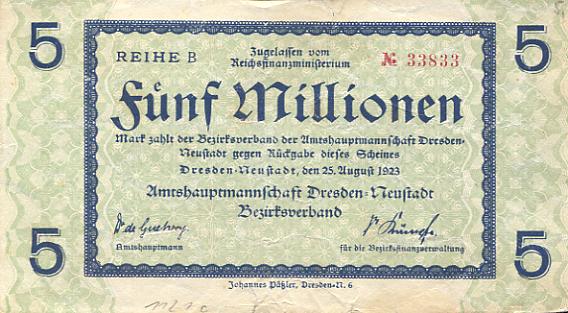 5 5
REIHE B
Zugelassen vom
Reichsfinanzministerium
№ 33833
Fünf Millionen
Mark zahlt der Bezirksverband der Amtshauptmannschaft Dresden-
Neustadt gegen Rückgabe dieses Scheines
Dresden-Neustadt, den 25. August 1923
Amtshauptmannschaft Dresden-Neustadt
Bezirksverband
Amtshauptmann
für die Bezirksfinanzverwaltung
5 5
Johannes Päßler, Dresden-N. 6